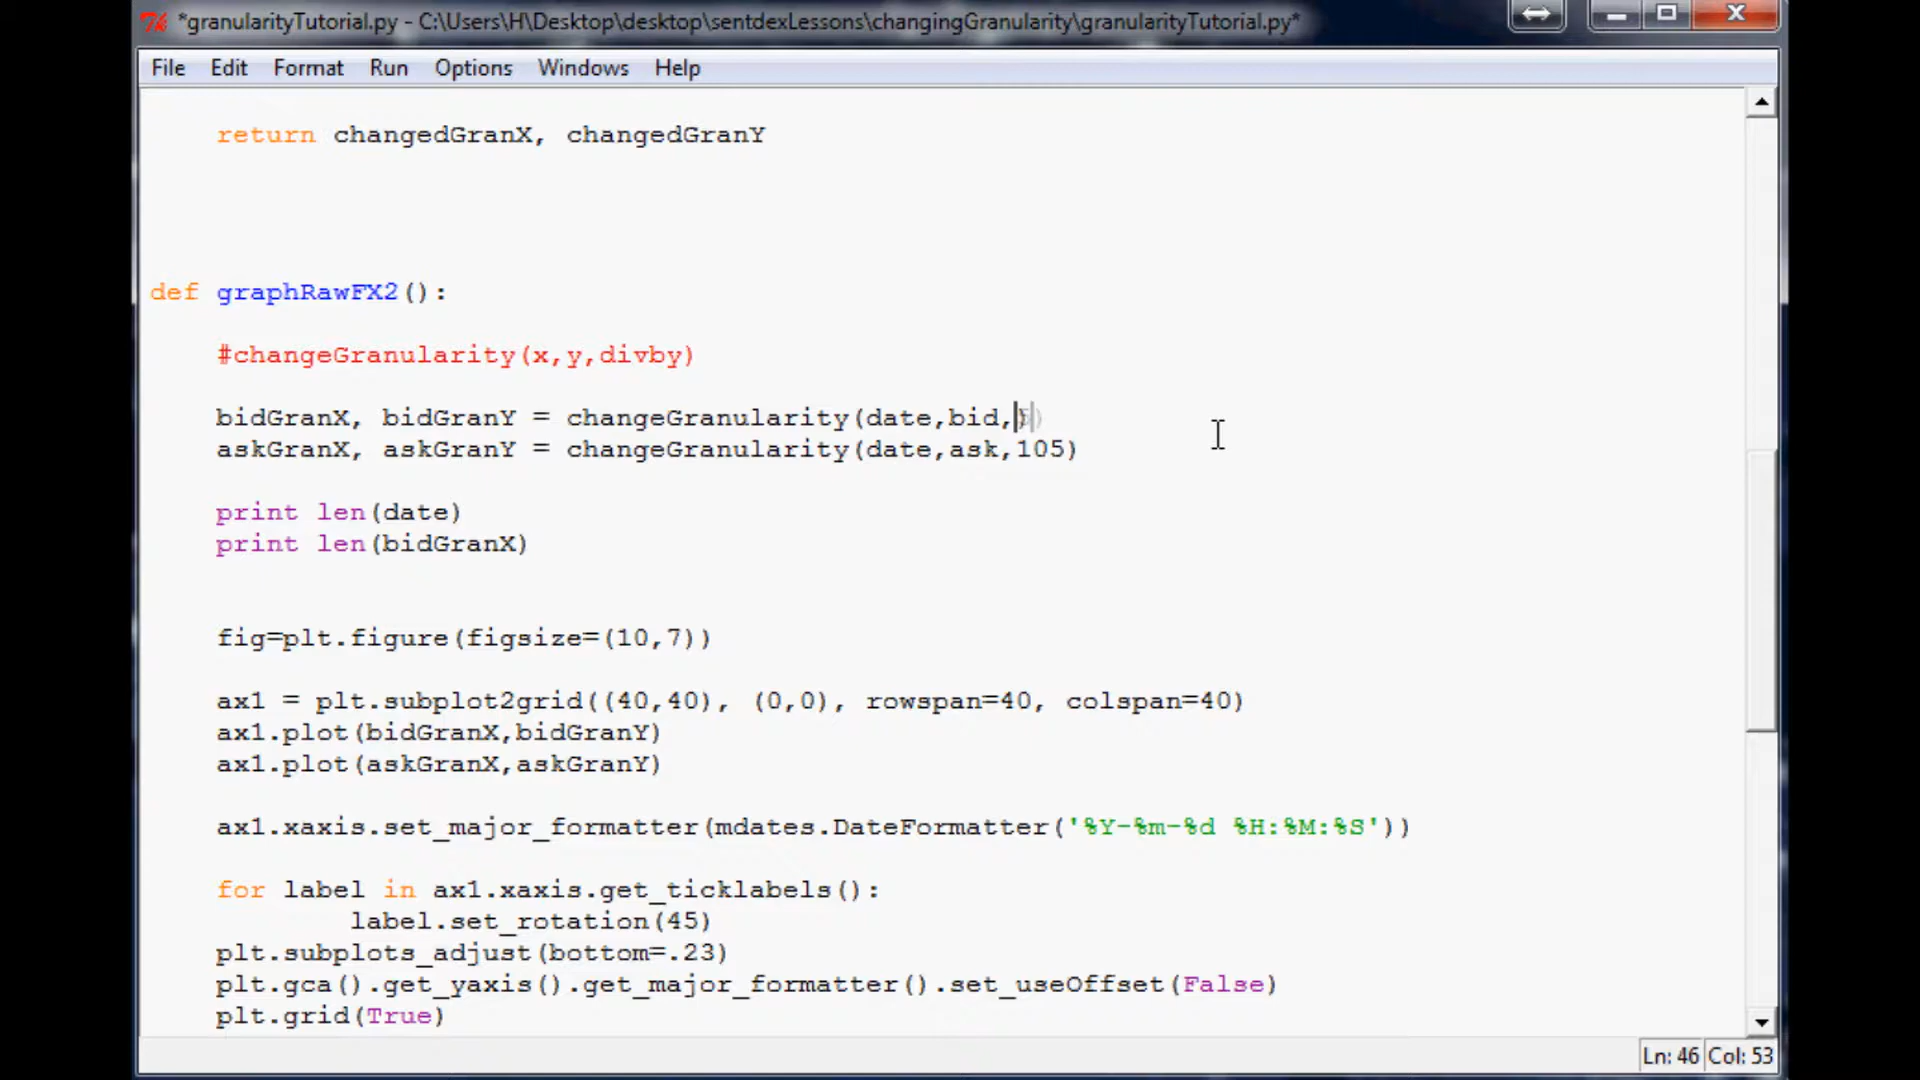 *granularityTutorial.py - C:\Users\H\Desktop\desktop\sentdexLessons\changingGranularity\granularityTutorial.py*
File Edit Format Run Options Windows Help
return changedGranX, changedGranY
def graphRawFX2():
#changeGranularity(x,y,divby)
bidGranX, bidGranY = changeGranularity(date,bid,)
askGranX, askGranY = changeGranularity(date,ask,105)
print len(date)
print len(bidGranX)
fig=plt.figure(figsize=(10,7))
ax1 = plt.subplot2grid((40,40), (0,0), rowspan=40, colspan=40)
ax1.plot(bidGranX,bidGranY)
ax1.plot(askGranX,askGranY)
ax1.xaxis.set_major_formatter(mdates.DateFormatter('%Y-%m-%d %H:%M:%S'))
for label in ax1.xaxis.get_ticklabels():
label.set_rotation(45)
plt.subplots_adjust(bottom=.23)
plt.gca().get_yaxis().get_major_formatter().set_useOffset(False)
plt.grid(True)
Ln: 46 Col: 53